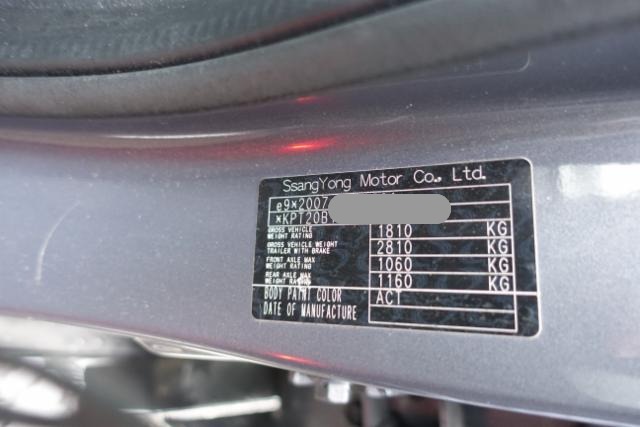 SsangYong Motor Co., Ltd.
e9*2007
*KPT20B1
GROSS VEHICLE WEIGHT RATING 1810 KG
GROSS VEHICLE WEIGHT TRAILER WITH BRAKE 2810 KG
FRONT AXLE MAX WEIGHT RATING 1060 KG
REAR AXLE MAX WEIGHT RATING 1160 KG
BODY PAINT COLOR ACT
DATE OF MANUFACTURE